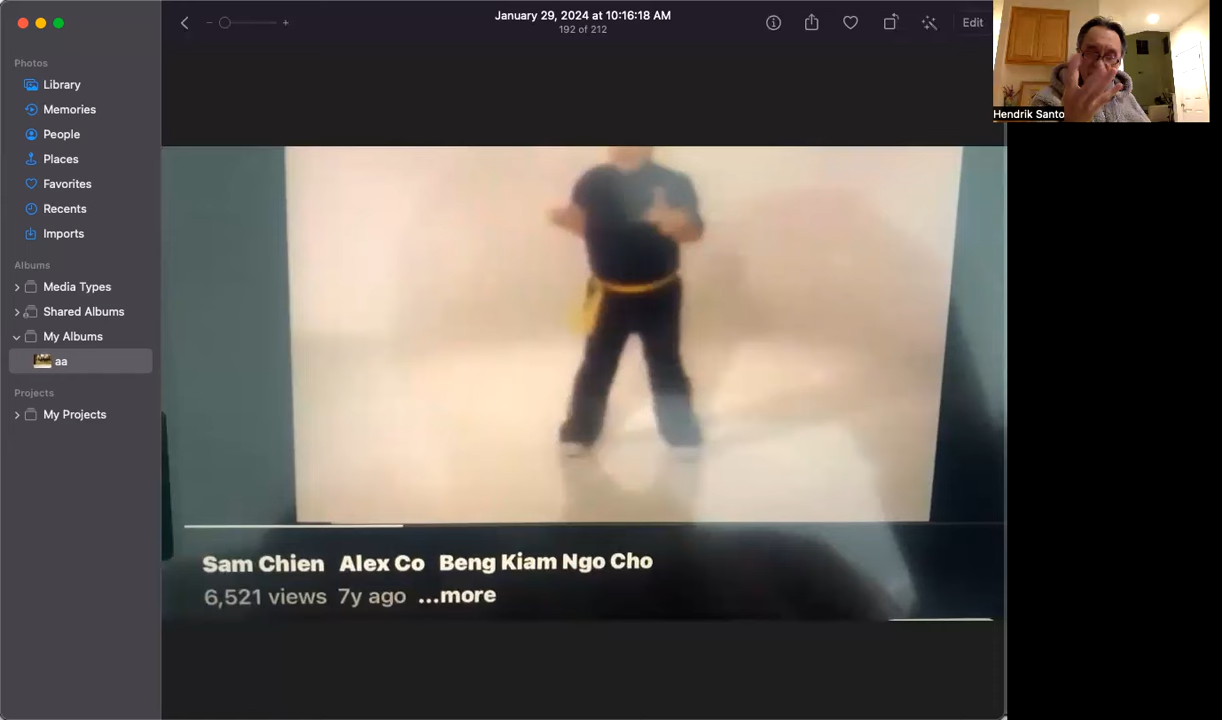 January 29, 2024 at 10:16:18 AM
192 of 212
Edit
Photos
Library
Memories
People
Places
Favorites
Recents
Imports
Albums
Media Types
Shared Albums
My Albums
aa
Projects
My Projects
Hendrik Santo
Sam Chien Alex Co Beng Kiam Ngo Cho
6,521 views 7y ago ...more